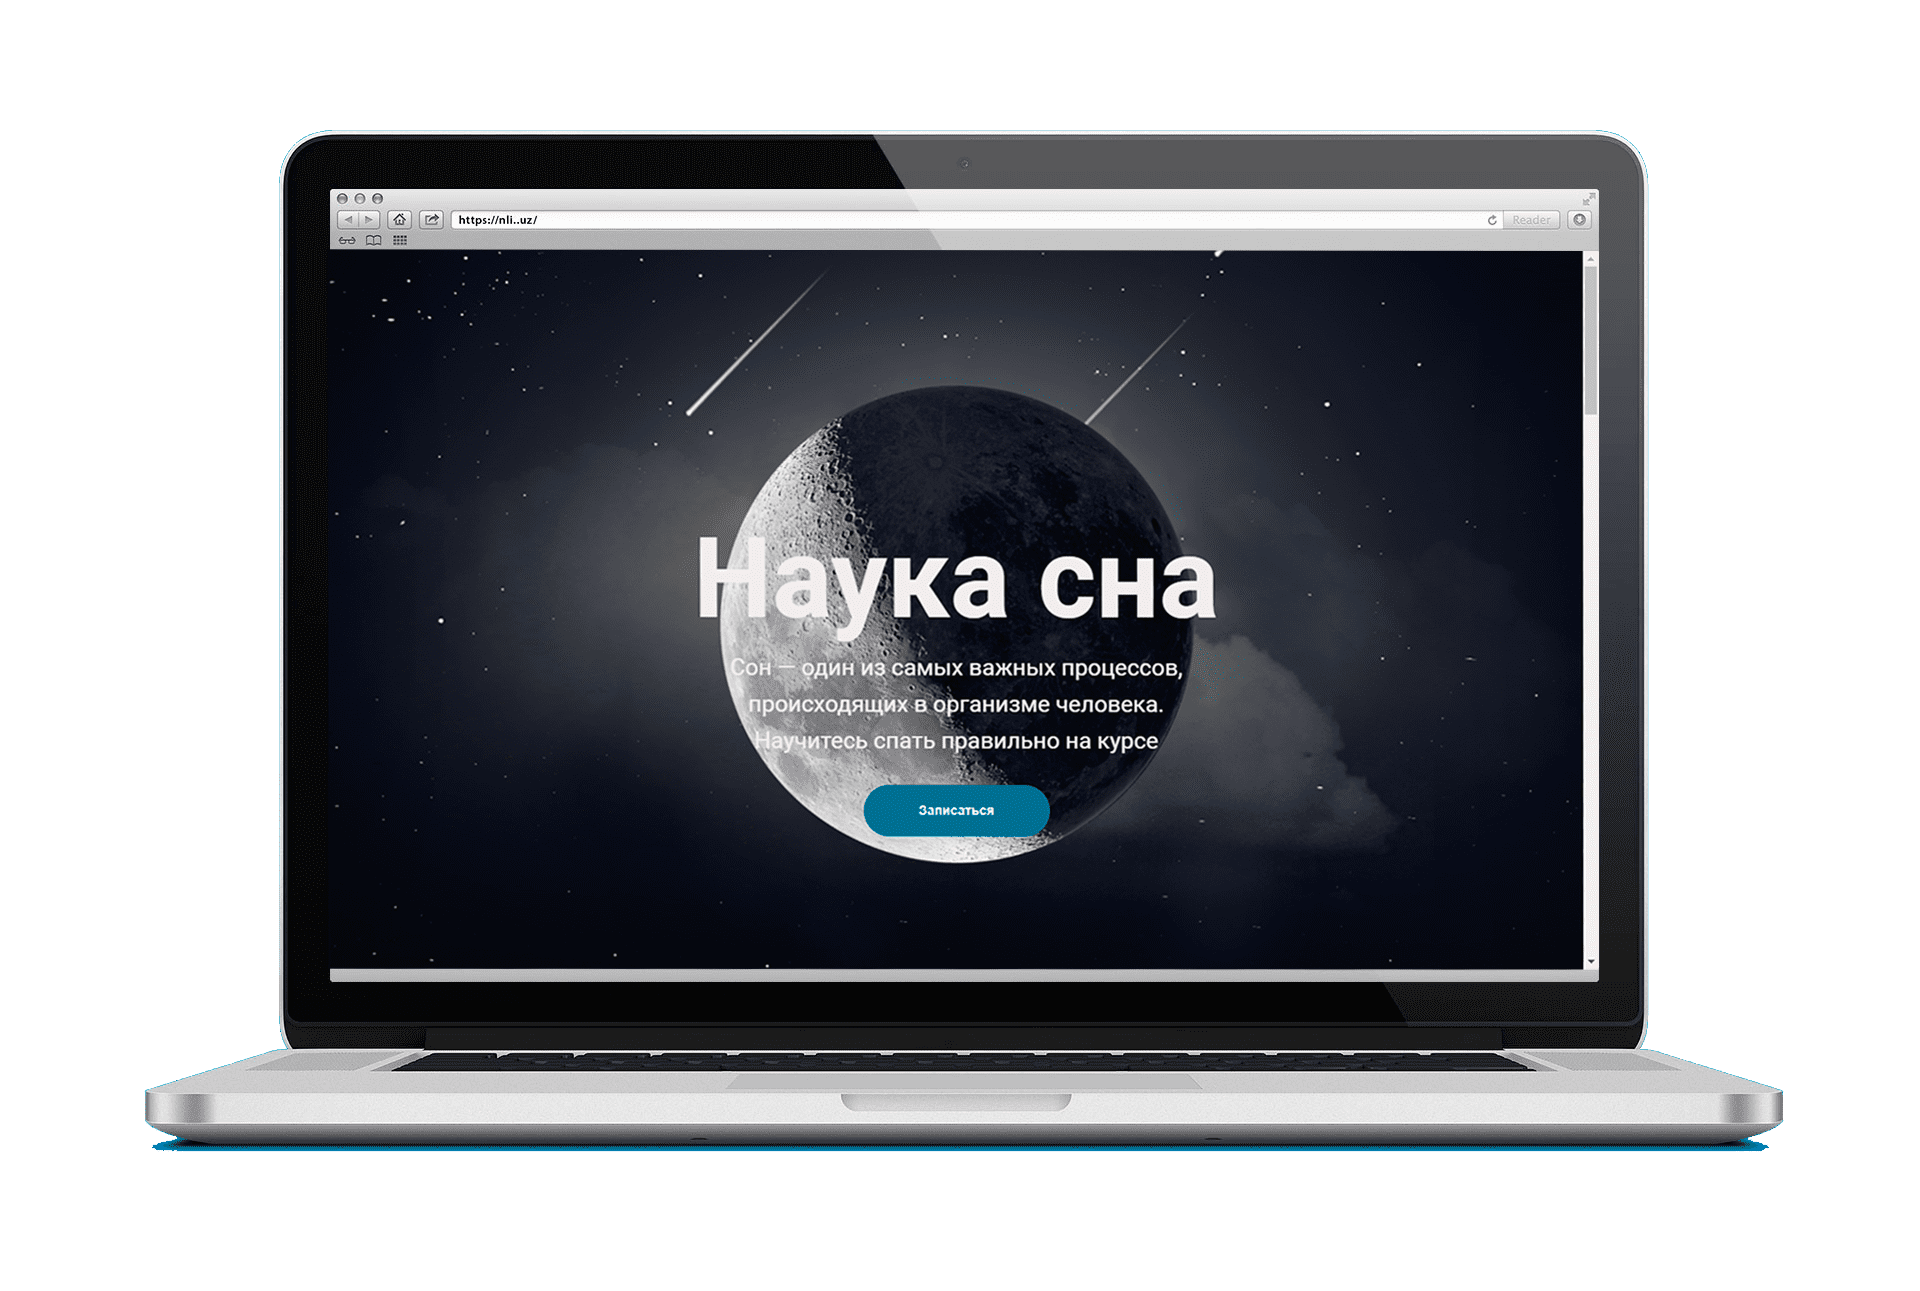 https://nli..uz/
Reader
Наука сна
Сон — один из самых важных процессов,
происходящих в организме человека.
Научитесь спать правильно на курсе
Записаться